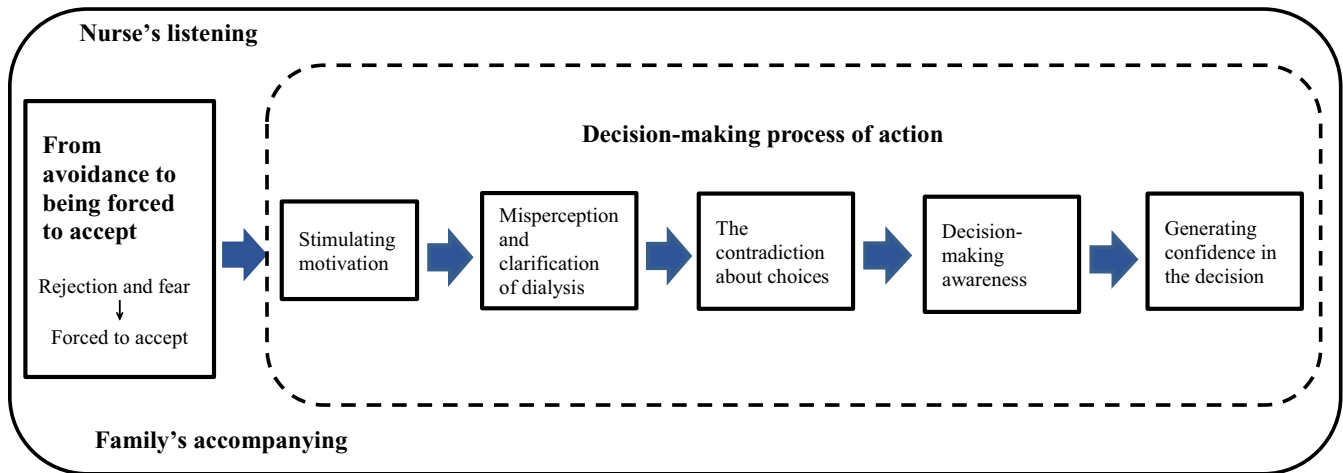 Nurse's listening
From
avoidance to
being forced
to accept
Rejection and fear
↓
Forced to accept
Decision-making process of action
Stimulating
motivation
Misperception
and
clarification
of dialysis
The
contradiction
about choices
Decision-
making
awareness
Generating
confidence in
the decision
Family's accompanying